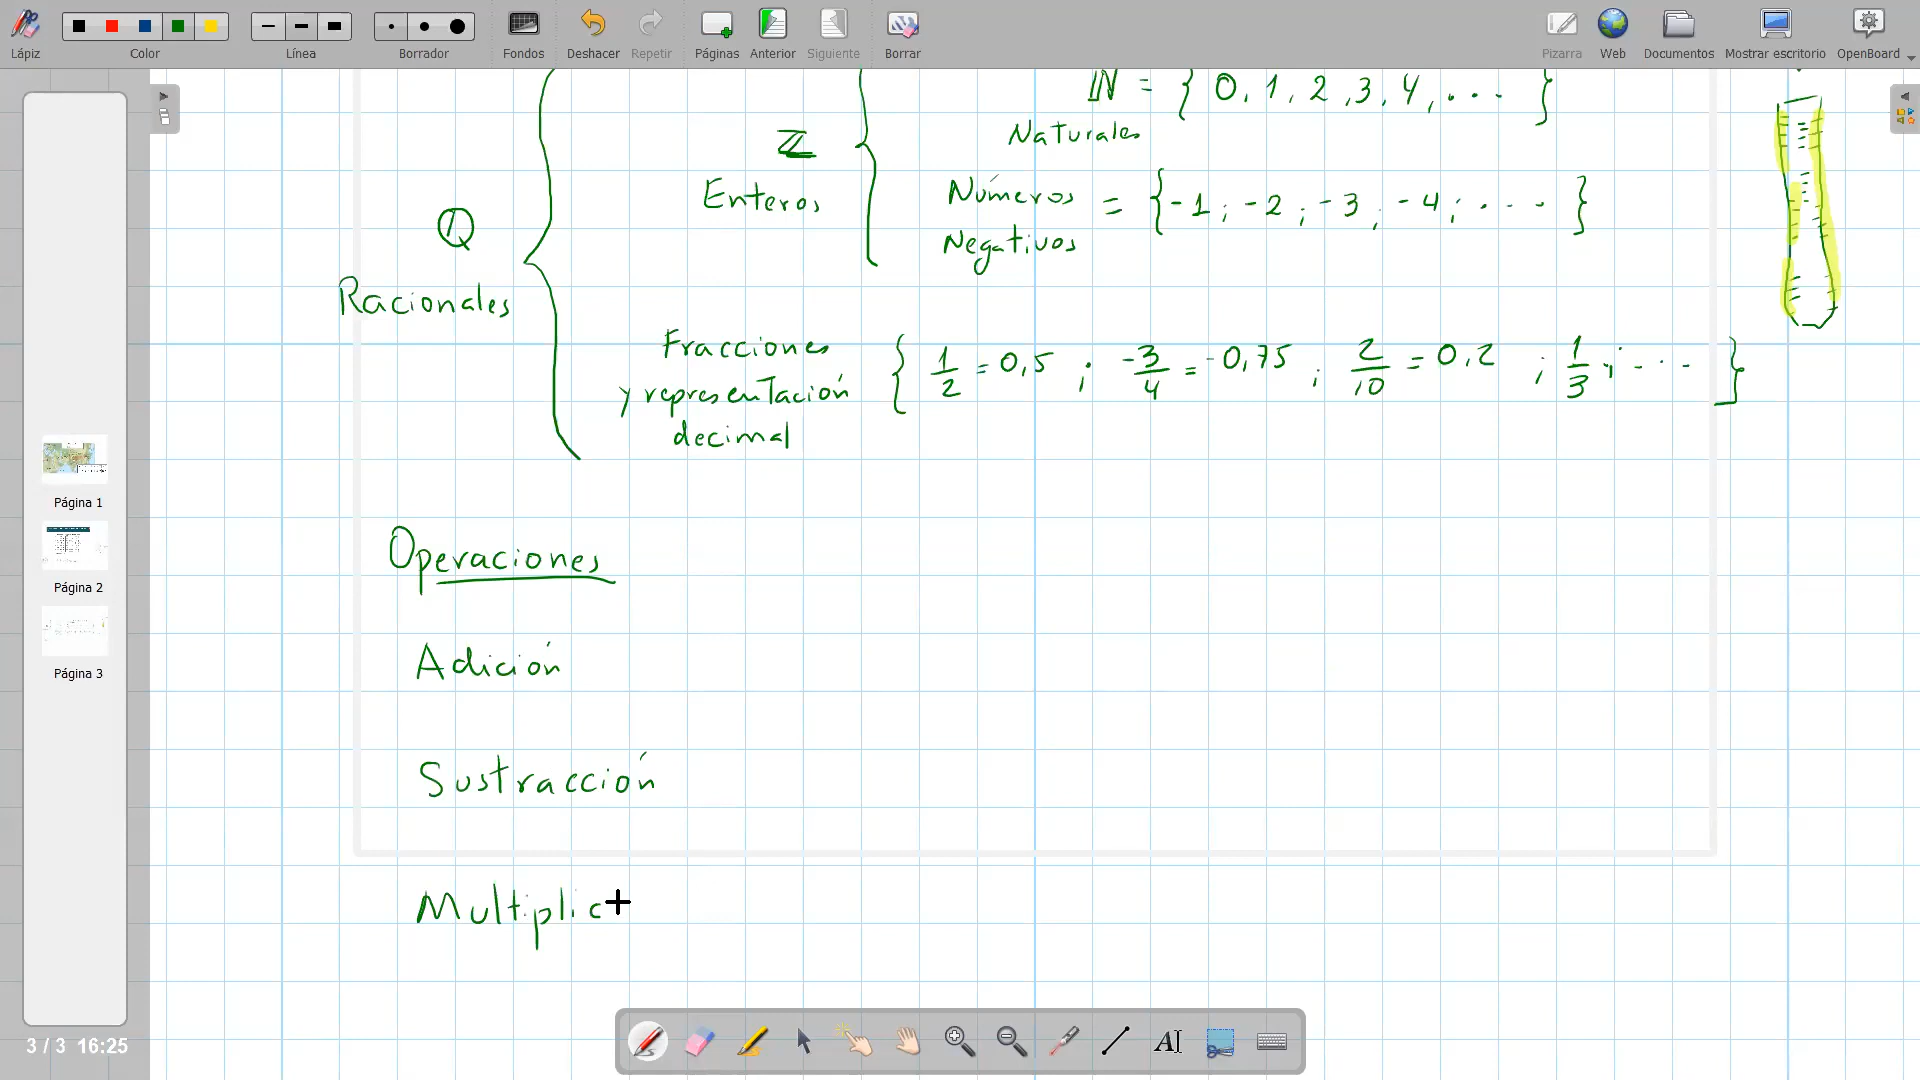 Lápiz Color Línea Borrador Fondos Deshacer Repetir Páginas Anterior Siguiente Borrar Pizarra Web Documentos Mostrar escritorio OpenBoard
ℕ = { 0, 1, 2, 3, 4, ... }
Naturales
ℤ
Enteros
Números
Negativos
= { -1 ; -2 ; -3 ; -4 ; .... }
ℚ
Racionales
Fracciones
y representación
decimal
{ 1/2 = 0,5 ; -3/4 = -0,75 ; 2/10 = 0,2 ; 1/3 ; .... }
Operaciones
Adición
Sustracción
Multiplic
Página 1
Página 2
Página 3
3 / 3 16:25
AI